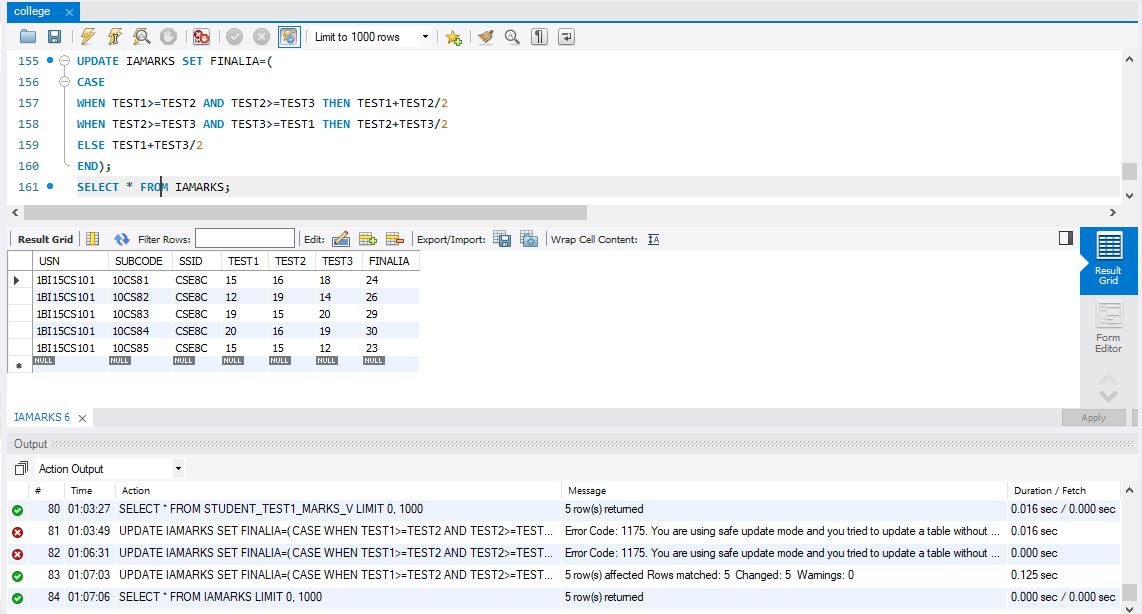 college ×
Limit to 1000 rows
155 UPDATE IAMARKS SET FINALIA=(
156 CASE
157 WHEN TEST1>=TEST2 AND TEST2>=TEST3 THEN TEST1+TEST2/2
158 WHEN TEST2>=TEST3 AND TEST3>=TEST1 THEN TEST2+TEST3/2
159 ELSE TEST1+TEST3/2
160 END);
161 SELECT * FROM IAMARKS;
Result Grid Filter Rows: Edit: Export/Import: Wrap Cell Content: IA
USN SUBCODE SSID TEST1 TEST2 TEST3 FINALIA
1BI15CS101 10CS81 CSE8C 15 16 18 24
1BI15CS101 10CS82 CSE8C 12 19 14 26
1BI15CS101 10CS83 CSE8C 19 15 20 29
1BI15CS101 10CS84 CSE8C 20 16 19 30
1BI15CS101 10CS85 CSE8C 15 15 12 23
NULL NULL NULL NULL NULL NULL NULL
Result
Grid
Form
Editor
IAMARKS 6 × Apply
Output
Action Output
# Time Action Message Duration / Fetch
80 01:03:27 SELECT * FROM STUDENT_TEST1_MARKS_V LIMIT 0, 1000 5 row(s) returned 0.016 sec / 0.000 sec
81 01:03:49 UPDATE IAMARKS SET FINALIA=( CASE WHEN TEST1>=TEST2 AND TEST2>=TEST... Error Code: 1175. You are using safe update mode and you tried to update a table without ... 0.016 sec
82 01:06:31 UPDATE IAMARKS SET FINALIA=( CASE WHEN TEST1>=TEST2 AND TEST2>=TEST... Error Code: 1175. You are using safe update mode and you tried to update a table without ... 0.000 sec
83 01:07:03 UPDATE IAMARKS SET FINALIA=( CASE WHEN TEST1>=TEST2 AND TEST2>=TEST... 5 row(s) affected Rows matched: 5 Changed: 5 Warnings: 0 0.125 sec
84 01:07:06 SELECT * FROM IAMARKS LIMIT 0, 1000 5 row(s) returned 0.000 sec / 0.000 sec